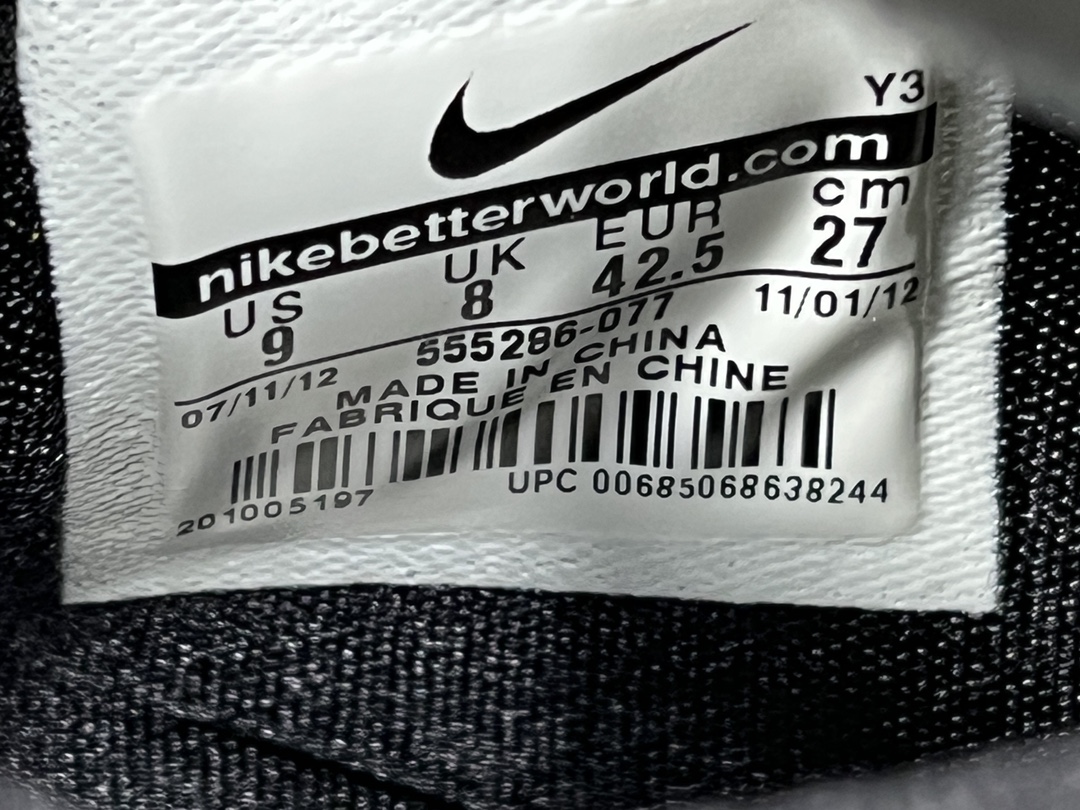 Y3
nikebetterworld.com
US UK EUR cm
9 8 42.5 27
07/11/12 555286-077 11/01/12
MADE IN CHINA
FABRIQUE EN CHINE
201005197 UPC 00685068638244